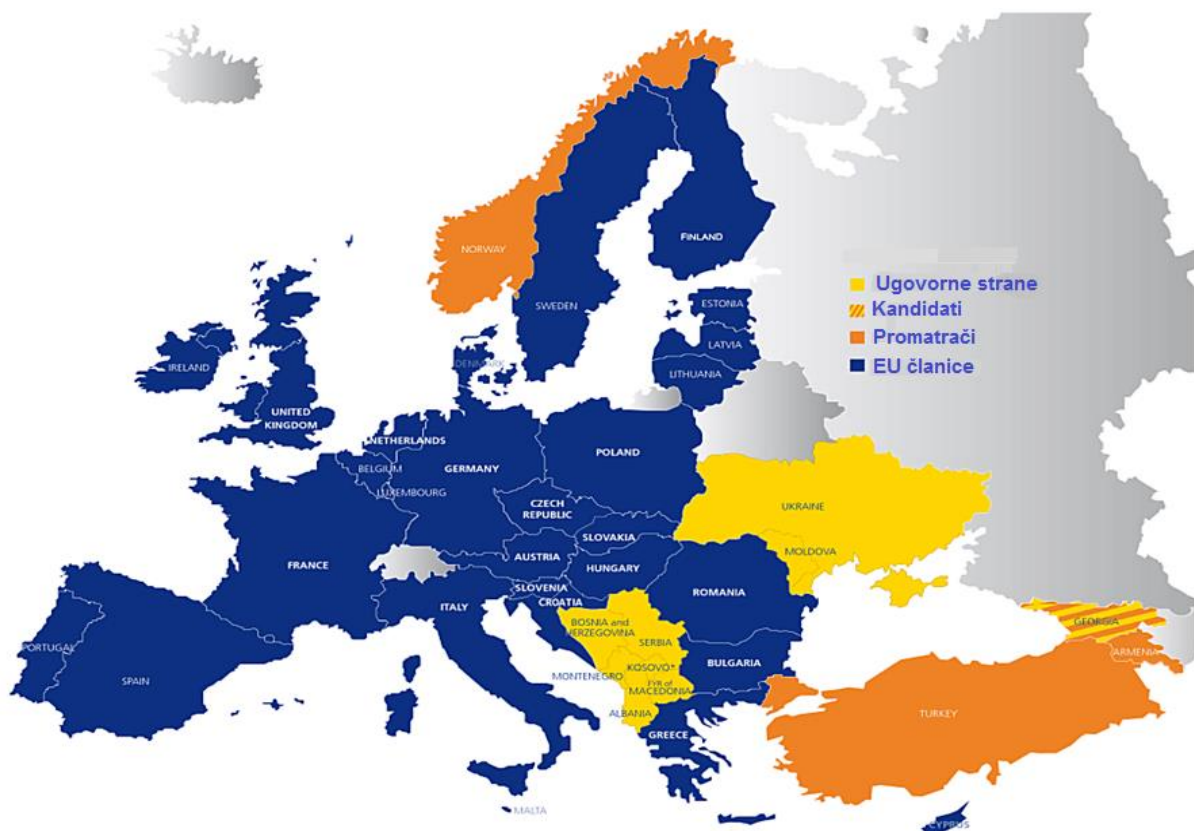 NORWAY
FINLAND
SWEDEN
Ugovorne strane
Kandidati
Promatrači
EU članice
ESTONIA
LATVIA
LITHUANIA
DENMARK
IRELAND
UNITED
KINGDOM
NETHERLANDS
BELGIUM
LUXEMBOURG
GERMANY
POLAND
CZECH
REPUBLIC
UKRAINE
SLOVAKIA
MOLDOVA
AUSTRIA
HUNGARY
FRANCE
SLOVENIA
CROATIA
ITALY
ROMANIA
BOSNIA and
HERZEGOVINA
SERBIA
GEORGIA
ARMENIA
PORTUGAL
SPAIN
MONTENEGRO
KOSOVO*
FYR of
MACEDONIA
BULGARIA
ALBANIA
GREECE
TURKEY
MALTA
CYPRUS